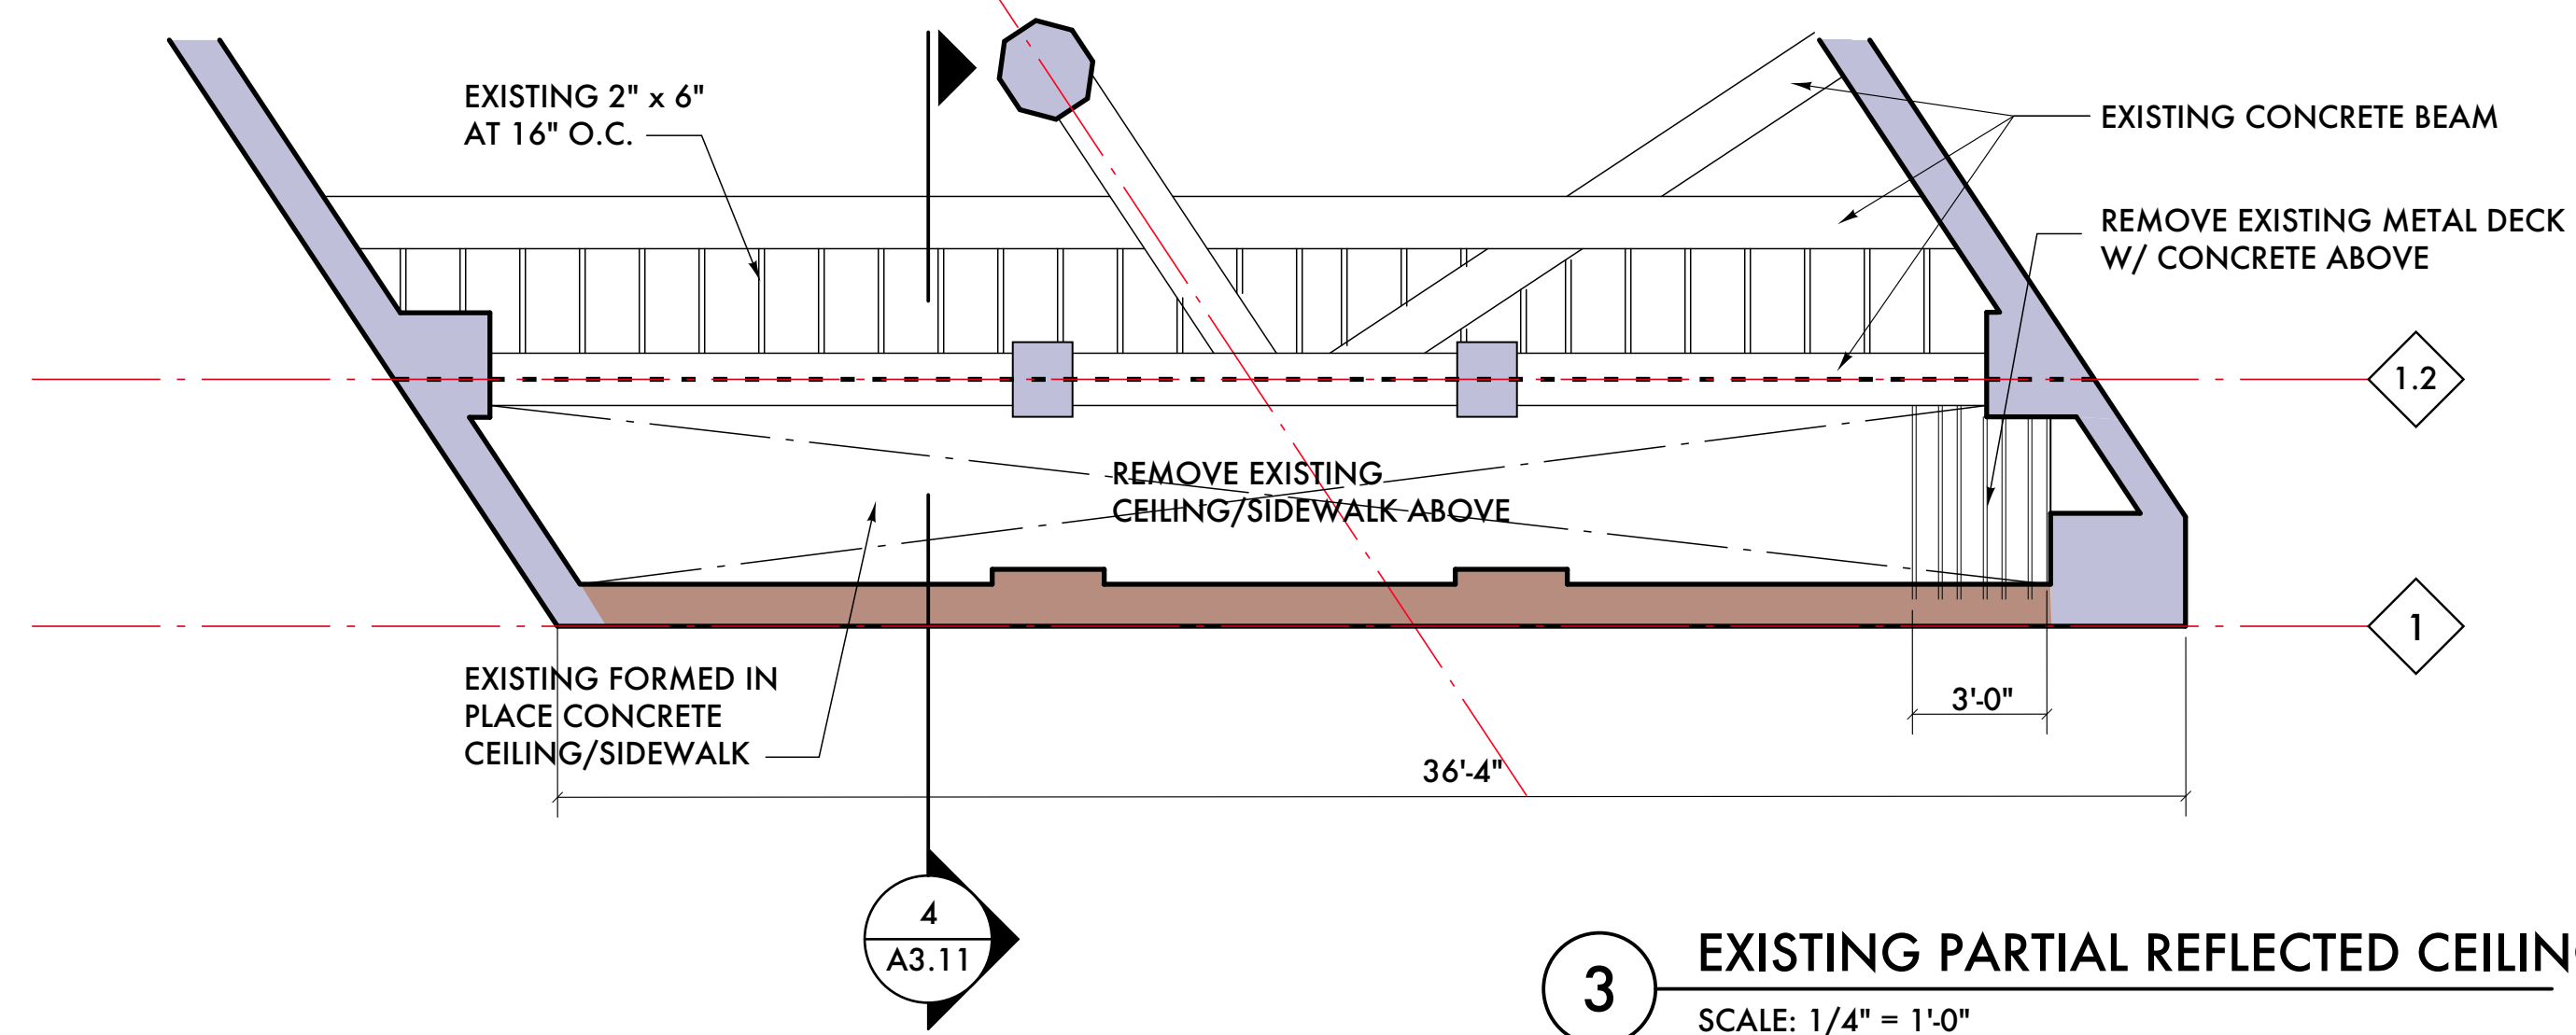 EXISTING 2" x 6"
AT 16" O.C.
EXISTING CONCRETE BEAM
REMOVE EXISTING METAL DECK
W/ CONCRETE ABOVE
1.2
REMOVE EXISTING
CEILING/SIDEWALK ABOVE
1
EXISTING FORMED IN
PLACE CONCRETE
CEILING/SIDEWALK
3'-0"
36'-4"
4
A3.11
3
EXISTING PARTIAL REFLECTED CEILING
SCALE: 1/4" = 1'-0"